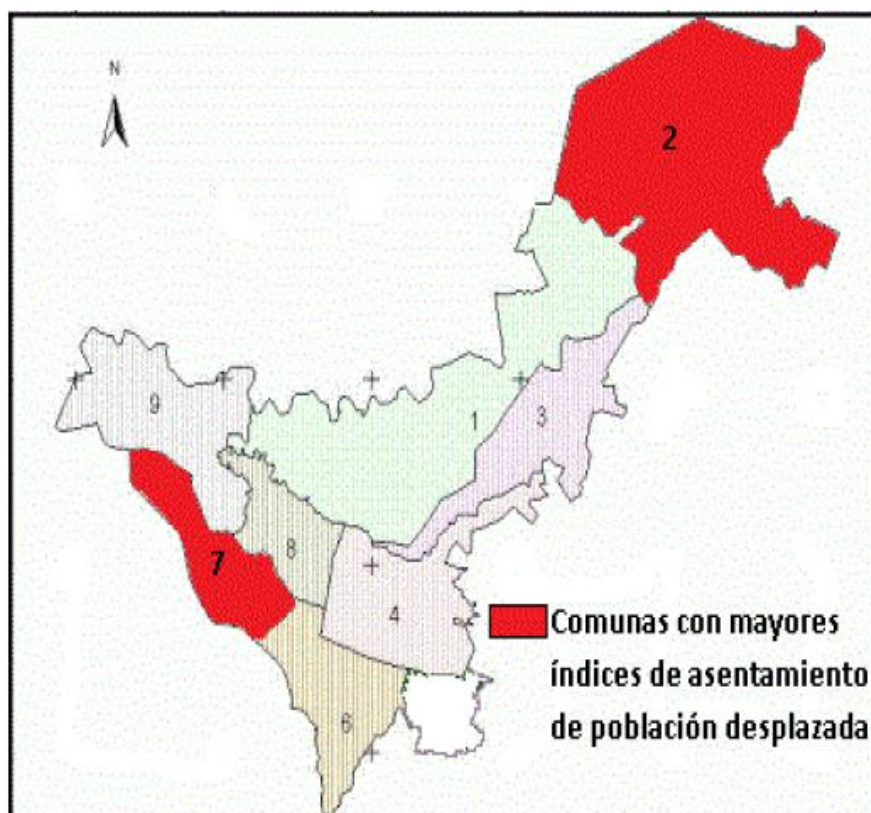 N
2
9
1
3
7
8
4
6
Comunas con mayores
índices de asentamiento
de población desplazada